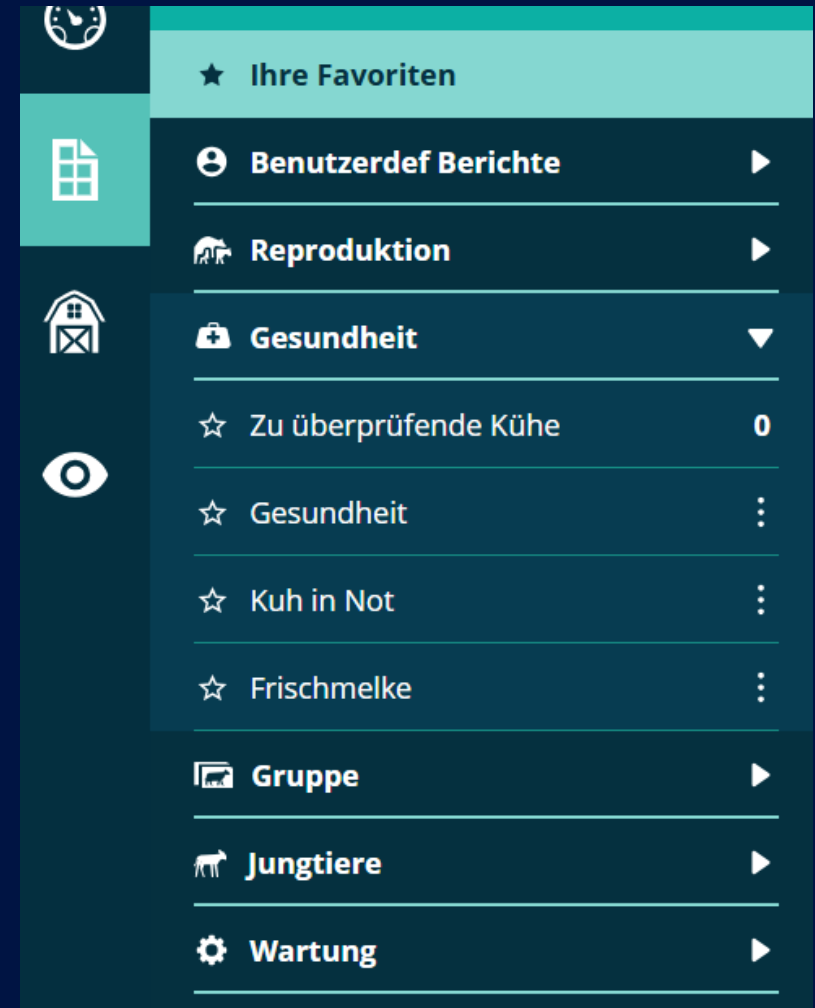 Ihre Favoriten
Benutzerdef Berichte
Reproduktion
Gesundheit
Zu überprüfende Kühe 0
Gesundheit
Kuh in Not
Frischmelke
Gruppe
Jungtiere
Wartung